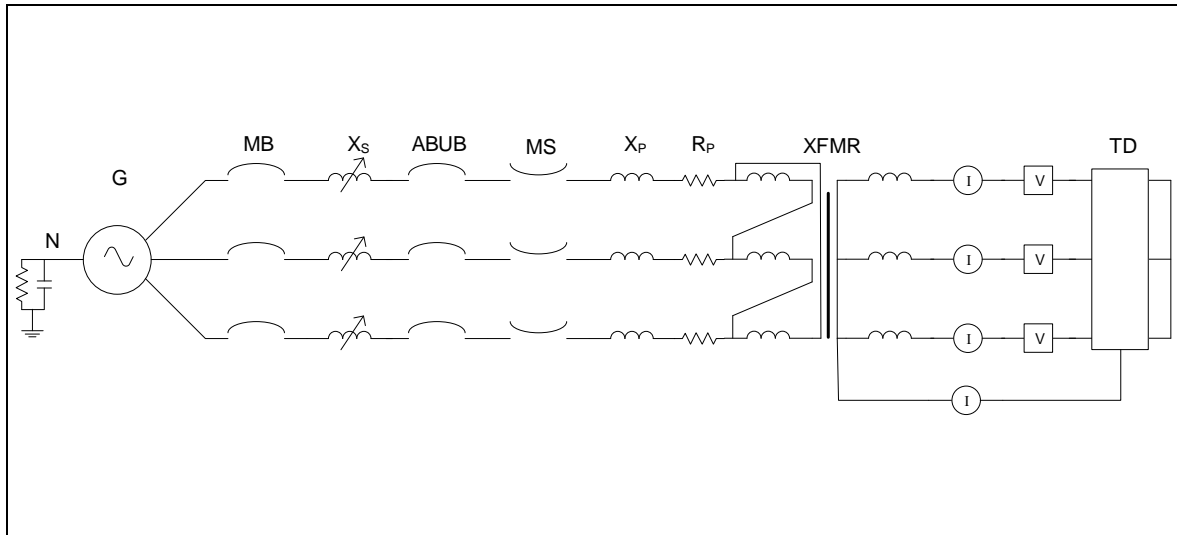 MB X_S ABUB MS X_P R_P XFMR TD
G
N
I V
I V
I V
I